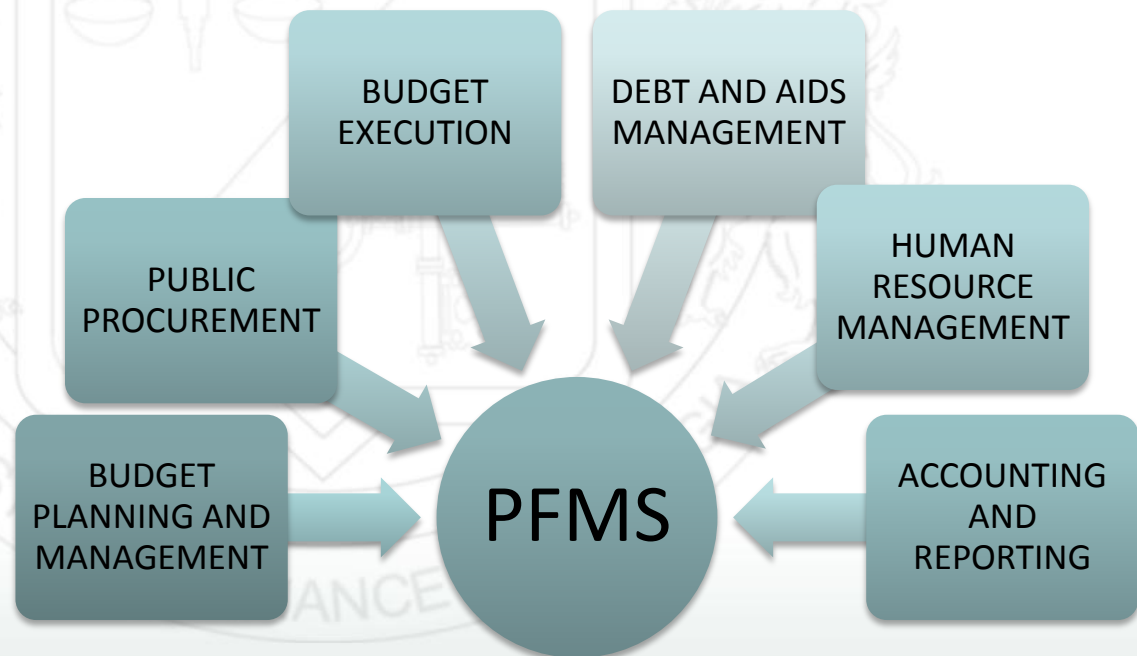 BUDGET
EXECUTION
DEBT AND AIDS
MANAGEMENT
PUBLIC
PROCUREMENT
HUMAN
RESOURCE
MANAGEMENT
BUDGET
PLANNING AND
MANAGEMENT
PFMS
ACCOUNTING
AND
REPORTING
ANCE